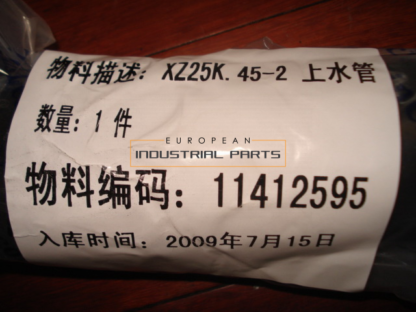 物料描述: XZ25K.45-2 上水管
数量: 1 件
EUROPEAN
INDUSTRIAL PARTS
物料编码: 11412595
入库时间: 2009年7月15日